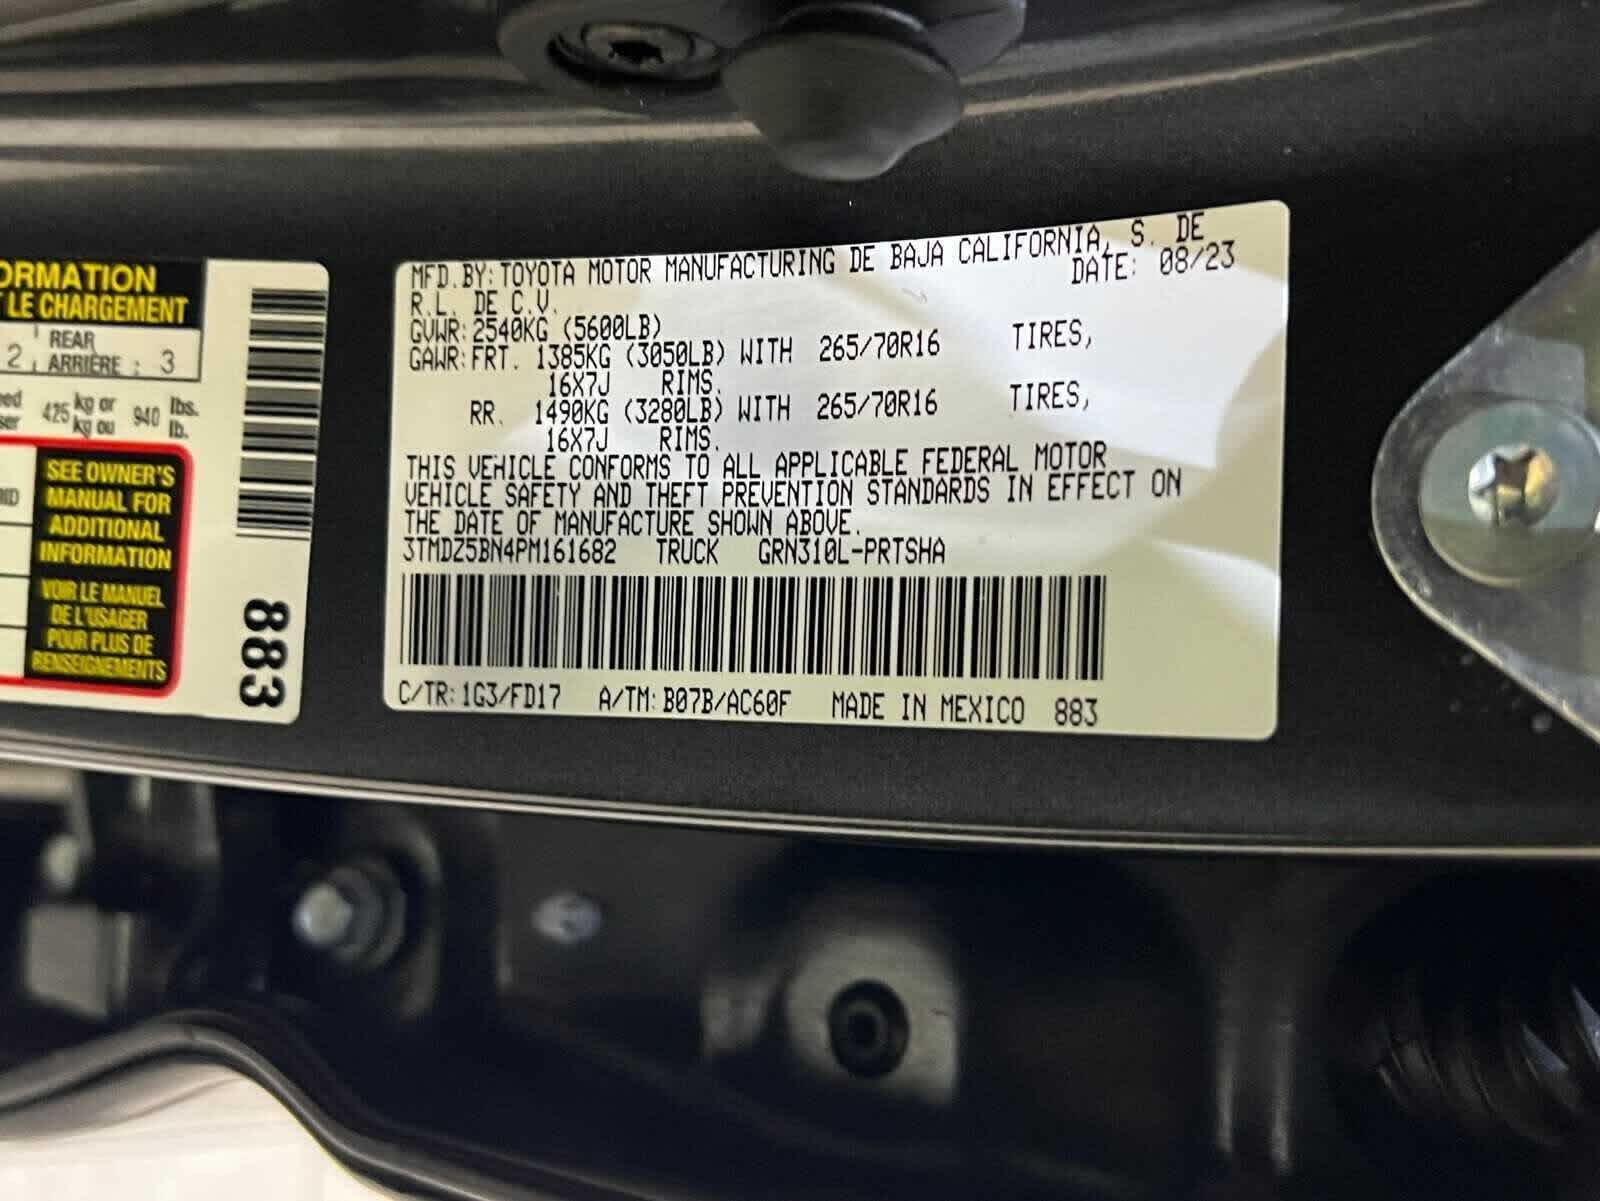 ORMATION
T LE CHARGEMENT
2 REAR
ARRIÈRE : 3
425 kg or 940 lbs.
kg ou lb.
SEE OWNER'S
MANUAL FOR
ADDITIONAL
INFORMATION
VOIR LE MANUEL
DE L'USAGER
POUR PLUS DE
RENSEIGNEMENTS
883
MFD.BY: TOYOTA MOTOR MANUFACTURING DE BAJA CALIFORNIA, S. DE
R.L. DE C.V. DATE: 08/23
GVWR: 2540KG (5600LB)
GAWR: FRT. 1385KG (3050LB) WITH 265/70R16 TIRES,
16X7J RIMS.
RR. 1490KG (3280LB) WITH 265/70R16 TIRES,
16X7J RIMS.
THIS VEHICLE CONFORMS TO ALL APPLICABLE FEDERAL MOTOR
VEHICLE SAFETY AND THEFT PREVENTION STANDARDS IN EFFECT ON
THE DATE OF MANUFACTURE SHOWN ABOVE.
3TMDZ5BN4PM161682 TRUCK GRN310L-PRTSHA
C/TR: 1G3/FD17 A/TM: B07B/AC60F MADE IN MEXICO 883